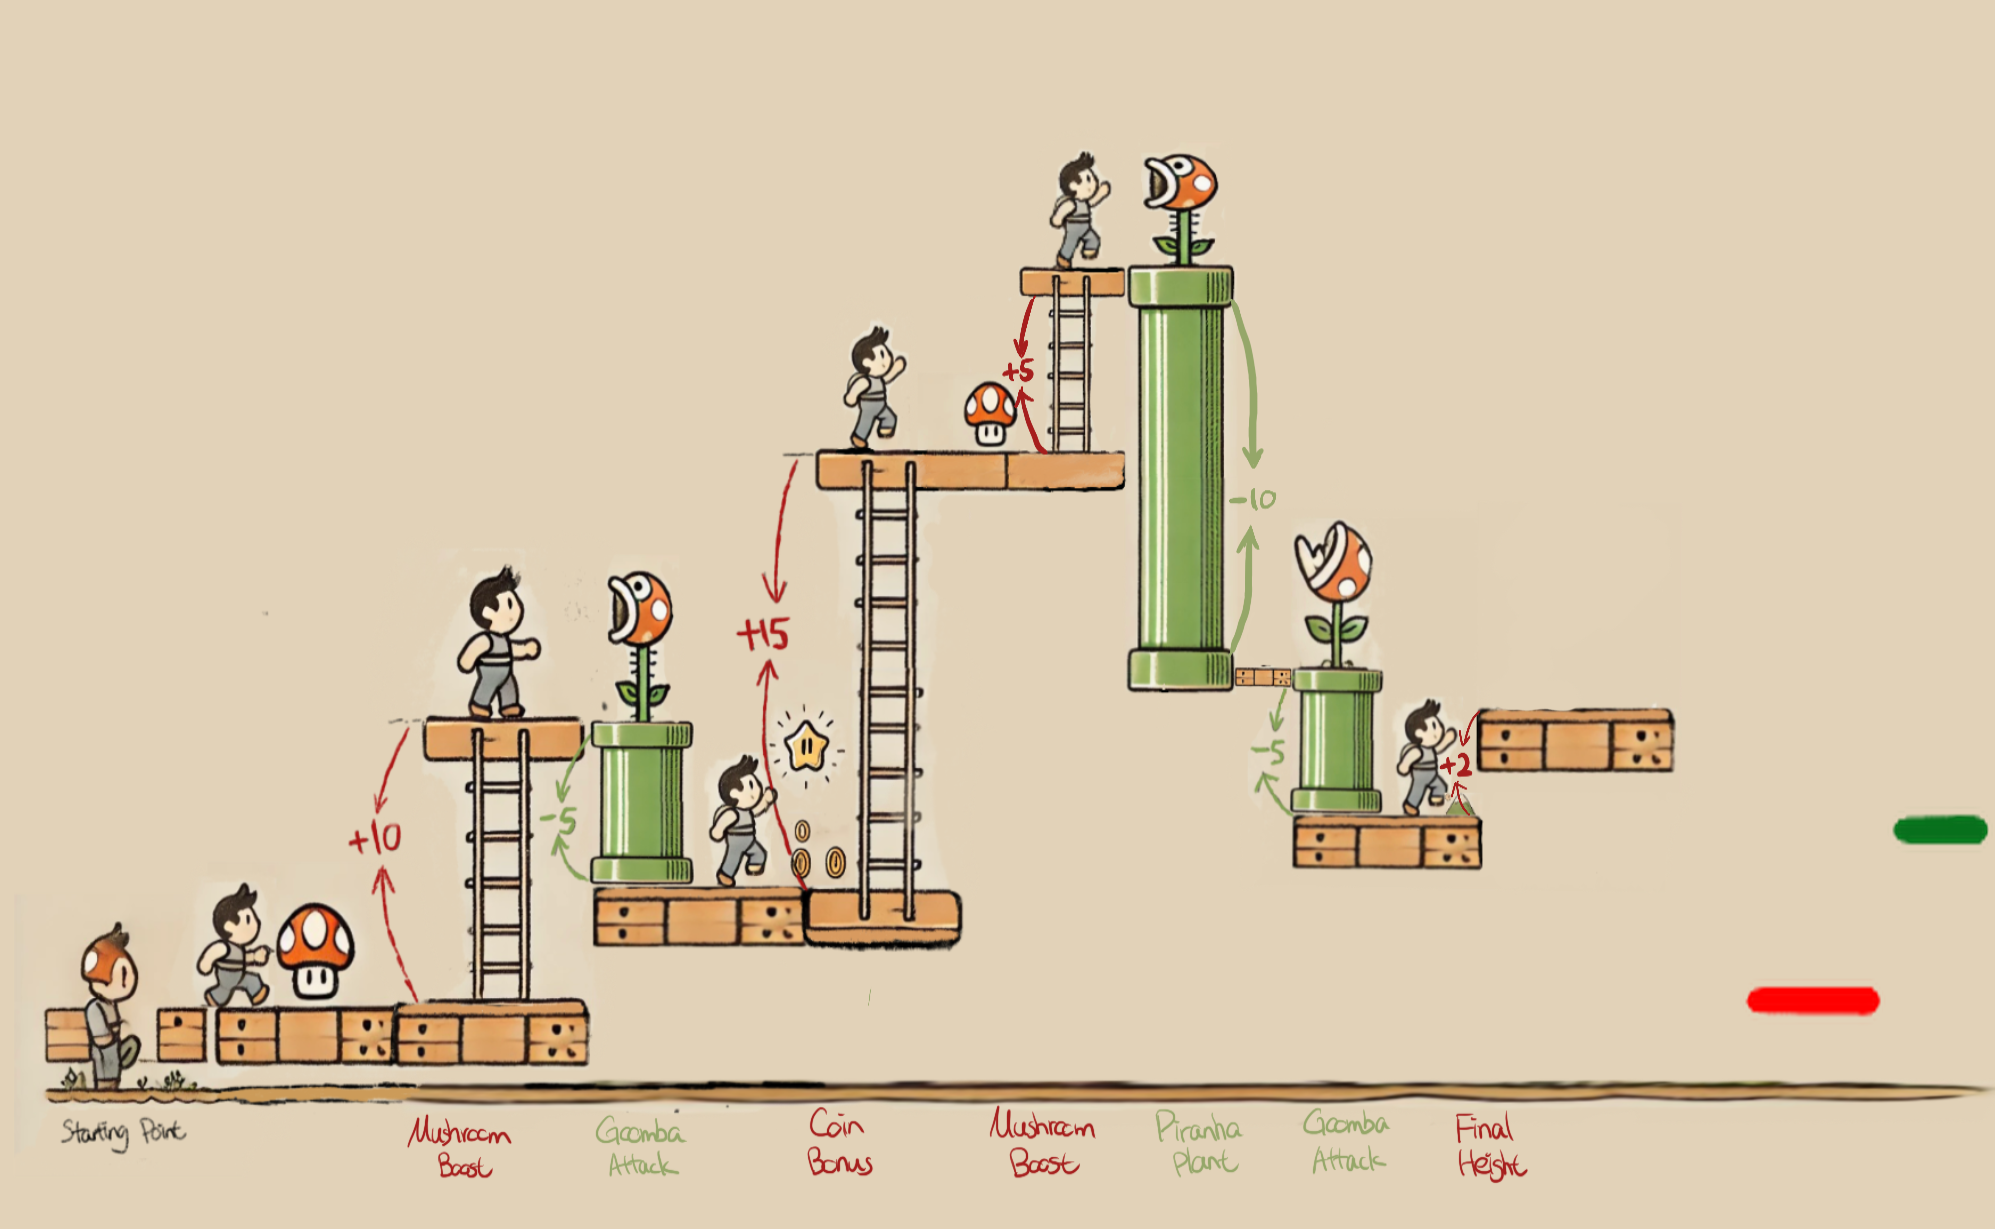 +5
-10
+15
-5
+10
-5
+2
Starting Point
Mushroom
Boost
Goomba
Attack
Coin
Bonus
Mushroom
Boost
Piranha
Plant
Goomba
Attack
Final
Height